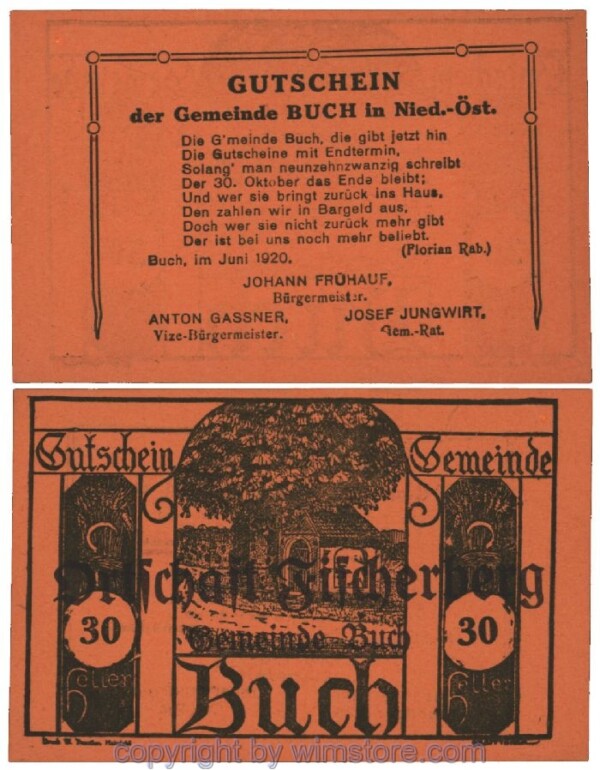 GUTSCHEIN
der Gemeinde BUCH in Nied.-Öst.
Die G'meinde Buch, die gibt jetzt hin
Die Gutscheine mit Endtermin,
Solang' man neunzehnzwanzig schreibt
Der 30. Oktober das Ende bleibt;
Und wer sie bringt zurück ins Haus,
Den zahlen wir in Bargeld aus,
Doch wer sie nicht zurück mehr gibt
Der ist bei uns noch mehr beliebt.
(Florian Rab.)
Buch, im Juni 1920.
JOHANN FRÜHAUF,
Bürgermeister.
ANTON GASSNER, JOSEF JUNGWIRT,
Vize-Bürgermeister. Gem.-Rat.
Gutschein Gemeinde
Ortschaft Fischerberg
30 30
Gemeinde Buch
Heller Heller
Buch
copyright by wimstore.com